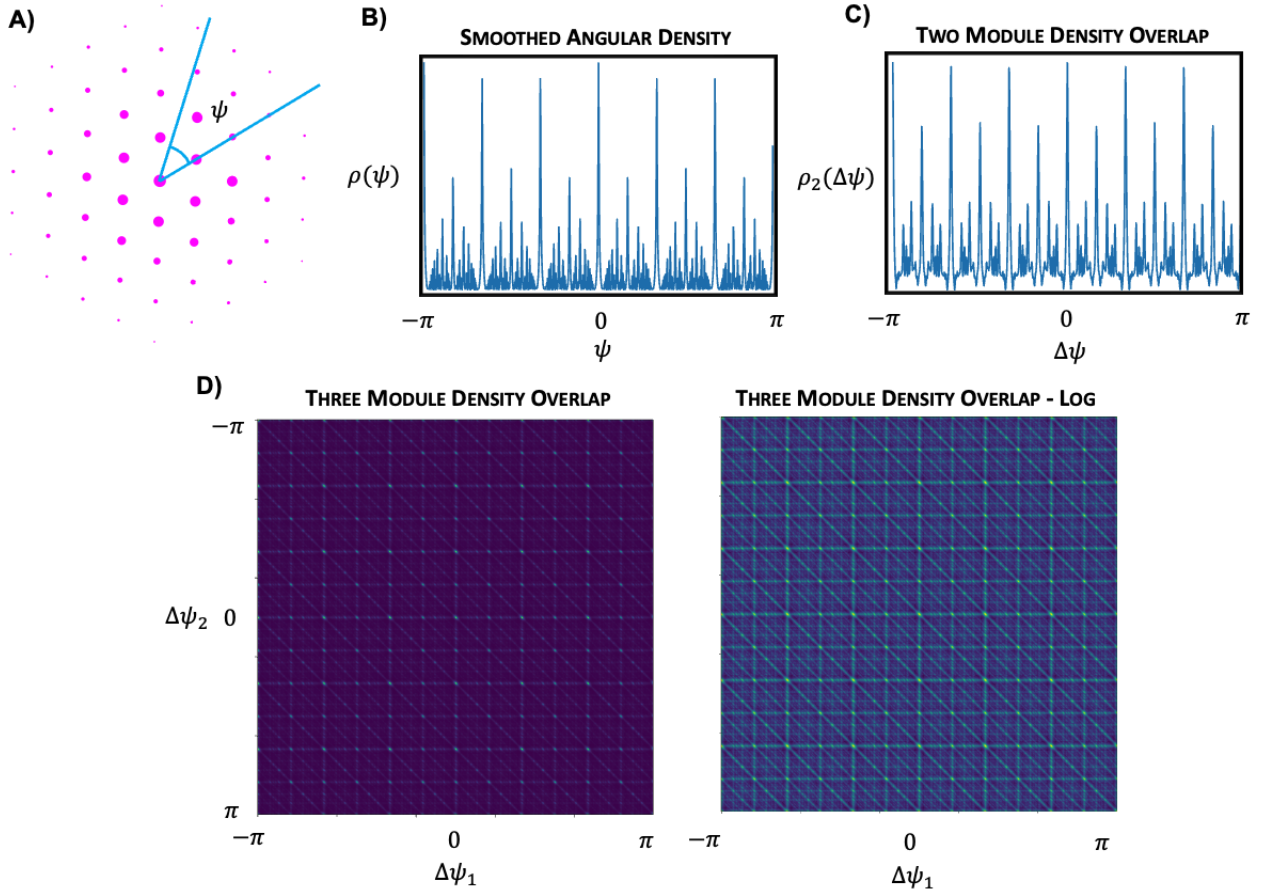 A)
ψ
B)
SMOOTHED ANGULAR DENSITY
ρ(ψ)
−π
0
π
ψ
C)
TWO MODULE DENSITY OVERLAP
ρ₂(Δψ)
−π
0
π
Δψ
D)
THREE MODULE DENSITY OVERLAP
−π
Δψ₂
0
π
−π
0
π
Δψ₁
THREE MODULE DENSITY OVERLAP - LOG
−π
0
π
Δψ₁